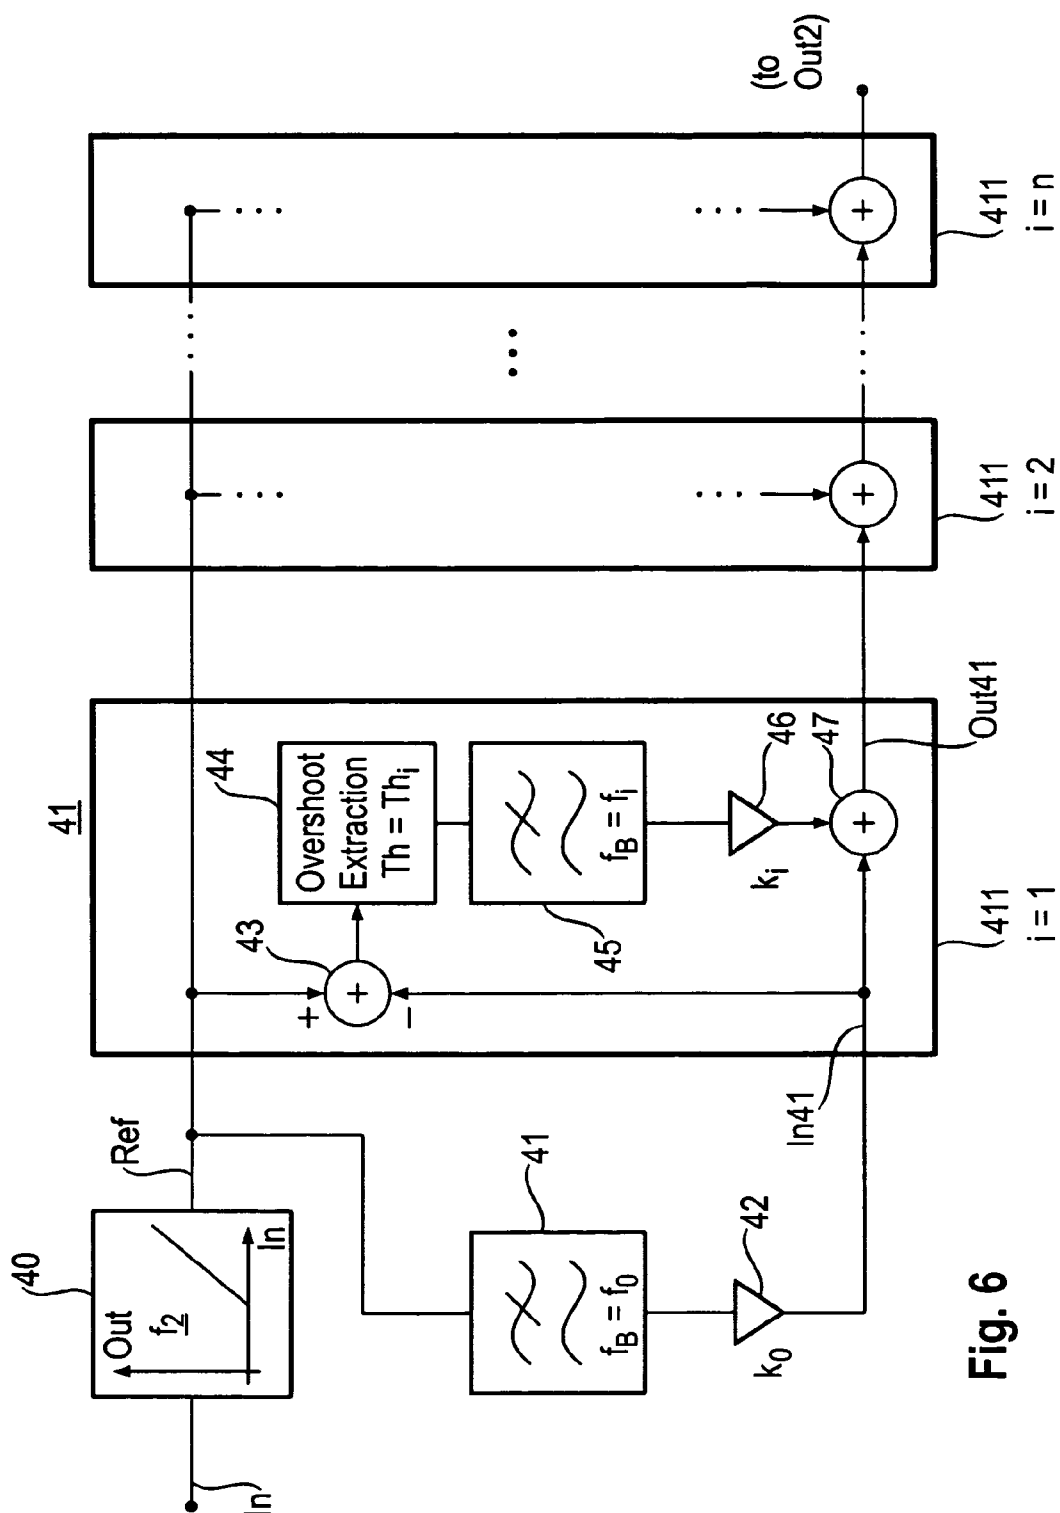 40
Out
f2
In
In
Ref
41
43
+
+
−
44
Overshoot
Extraction
Th = Thi
45
fB = fi
46
ki
47
+
Out41
411
i = 1
41
fB = f0
42
k0
In41
...
...
+
411
i = 2
...
...
...
...
...
+
411
i = n
(to
Out2)
Fig. 6